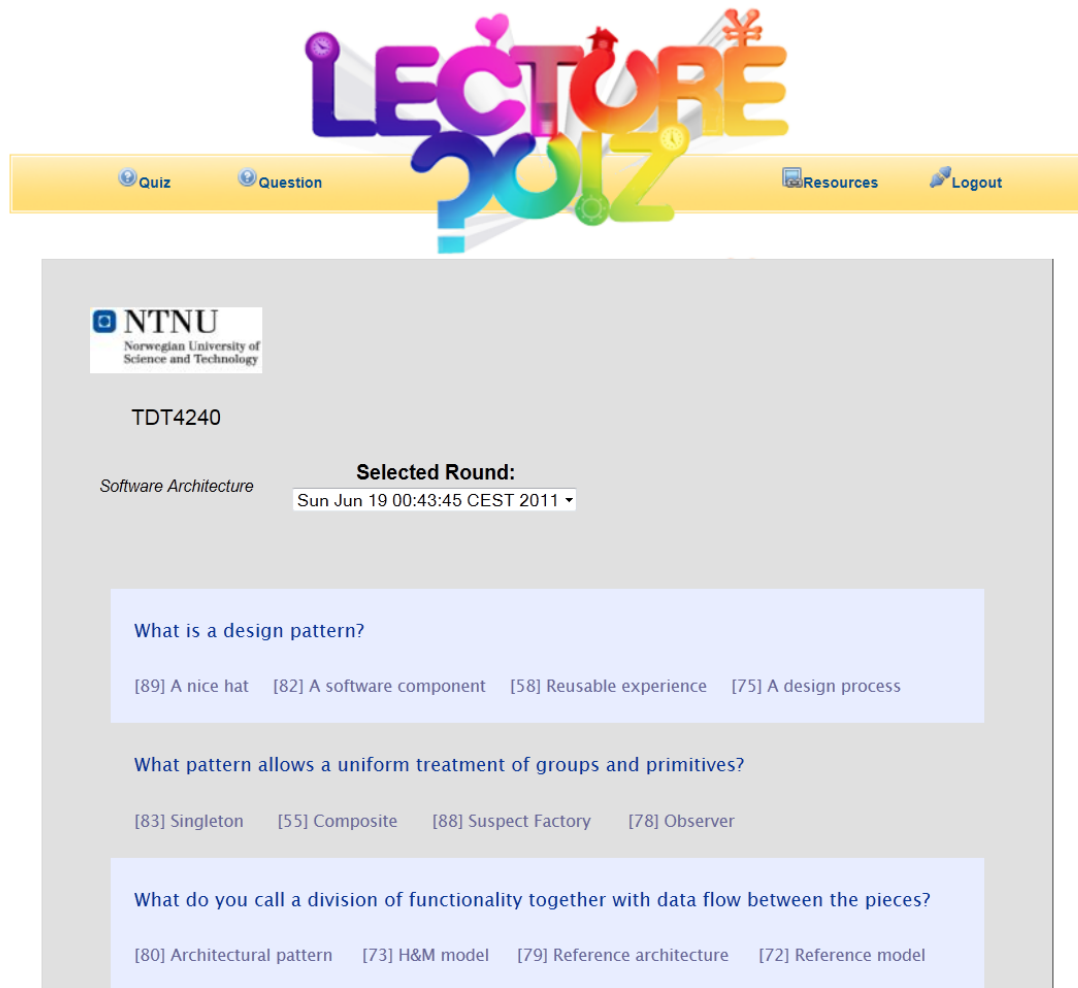 LECTURE
QUIZ
Quiz Question Resources Logout
NTNU
Norwegian University of
Science and Technology
TDT4240
Software Architecture
Selected Round:
Sun Jun 19 00:43:45 CEST 2011
What is a design pattern?
[89] A nice hat [82] A software component [58] Reusable experience [75] A design process
What pattern allows a uniform treatment of groups and primitives?
[83] Singleton [55] Composite [88] Suspect Factory [78] Observer
What do you call a division of functionality together with data flow between the pieces?
[80] Architectural pattern [73] H&M model [79] Reference architecture [72] Reference model